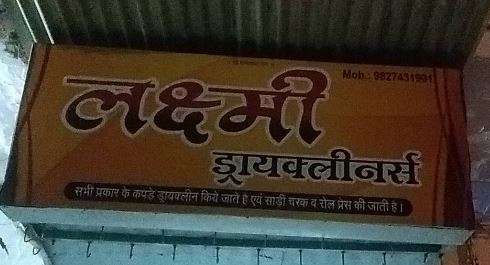 Mob.: 9827431991
लक्ष्मी
ड्रायक्लीनर्स
सभी प्रकार के कपडे ड्रायक्लीन किये जाते है एवं साडी चरक व रोल प्रेस की जाती है।